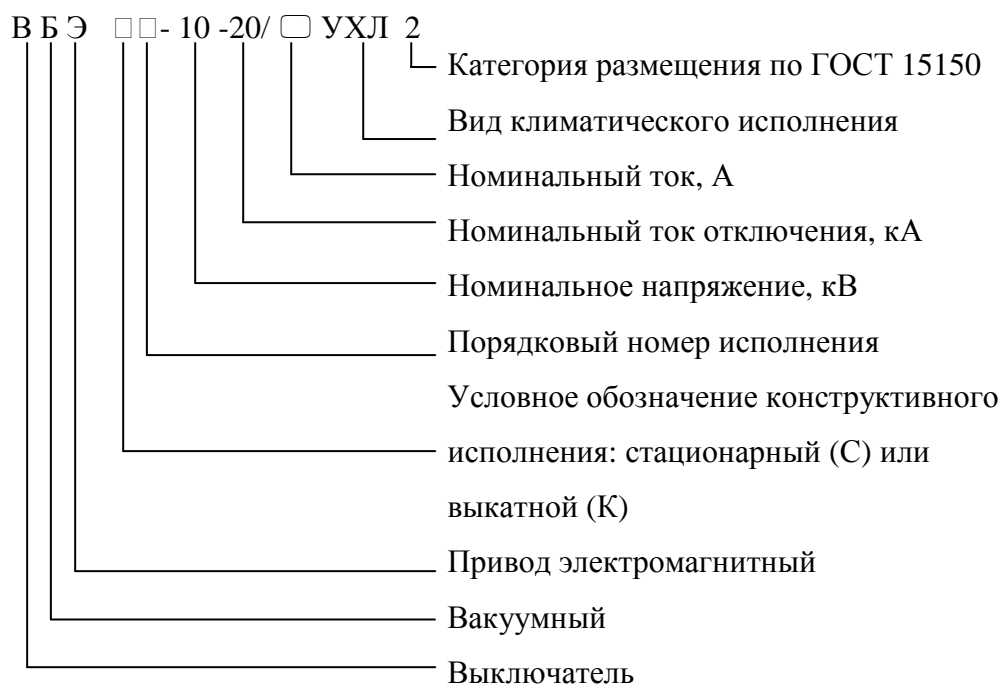 В Б Э □□- 10 -20/ □ УХЛ 2
Категория размещения по ГОСТ 15150
Вид климатического исполнения
Номинальный ток, А
Номинальный ток отключения, кА
Номинальное напряжение, кВ
Порядковый номер исполнения
Условное обозначение конструктивного
исполнения: стационарный (С) или
выкатной (К)
Привод электромагнитный
Вакуумный
Выключатель